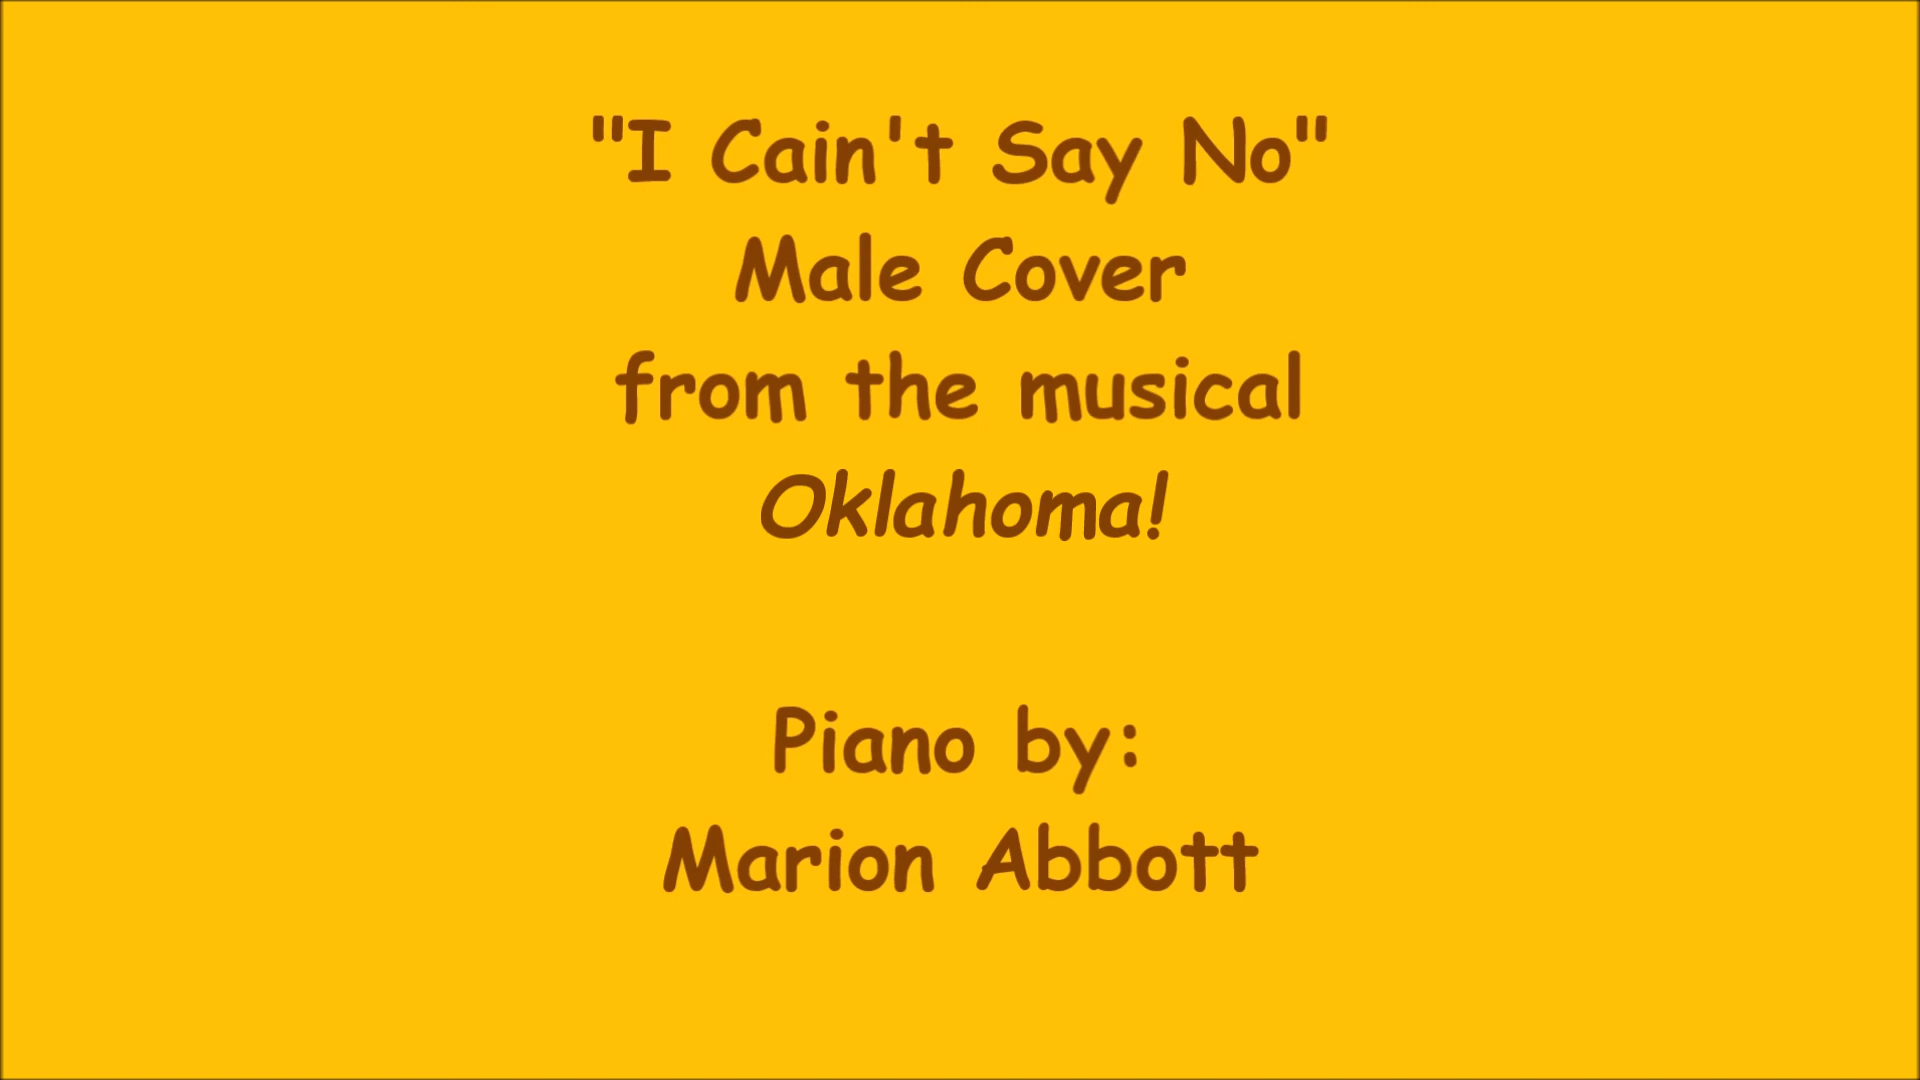 "I Cain't Say No"
Male Cover
from the musical
Oklahoma!
Piano by:
Marion Abbott